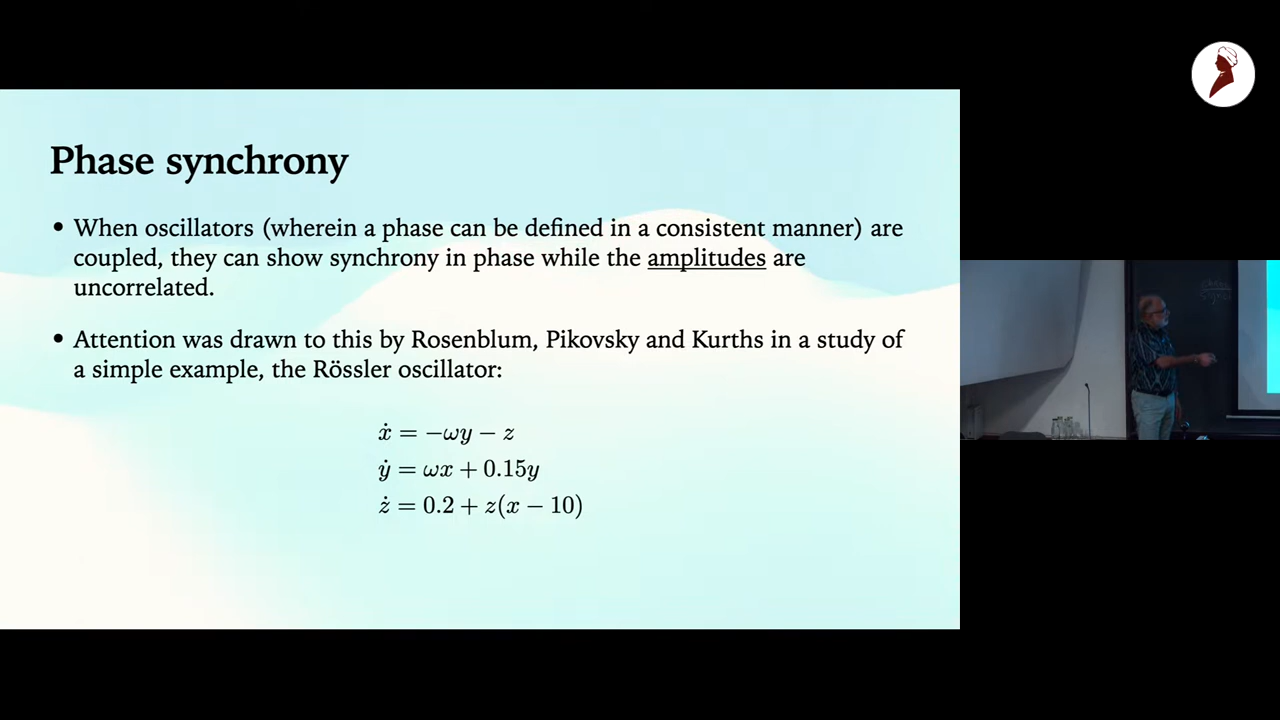 Phase synchrony
• When oscillators (wherein a phase can be defined in a consistent manner) are
coupled, they can show synchrony in phase while the amplitudes are
uncorrelated.
• Attention was drawn to this by Rosenblum, Pikovsky and Kurths in a study of
a simple example, the Rössler oscillator:
ẋ = −ωy − z
ẏ = ωx + 0.15y
ż = 0.2 + z(x − 10)